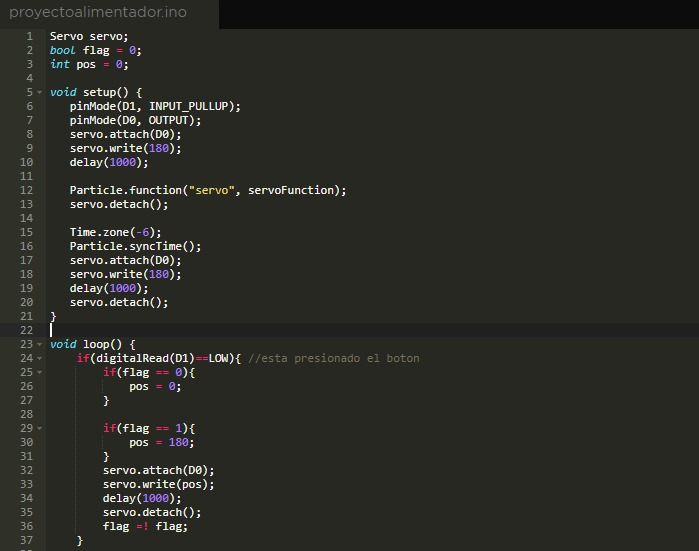 proyectoalimentador.ino
1 Servo servo;
2 bool flag = 0;
3 int pos = 0;
4
5 void setup() {
6 pinMode(D1, INPUT_PULLUP);
7 pinMode(D0, OUTPUT);
8 servo.attach(D0);
9 servo.write(180);
10 delay(1000);
11
12 Particle.function("servo", servoFunction);
13 servo.detach();
14
15 Time.zone(-6);
16 Particle.syncTime();
17 servo.attach(D0);
18 servo.write(180);
19 delay(1000);
20 servo.detach();
21 }
22
23 void loop() {
24 if(digitalRead(D1)==LOW){ //esta presionado el boton
25 if(flag == 0){
26 pos = 0;
27 }
28
29 if(flag == 1){
30 pos = 180;
31 }
32 servo.attach(D0);
33 servo.write(pos);
34 delay(1000);
35 servo.detach();
36 flag =! flag;
37 }